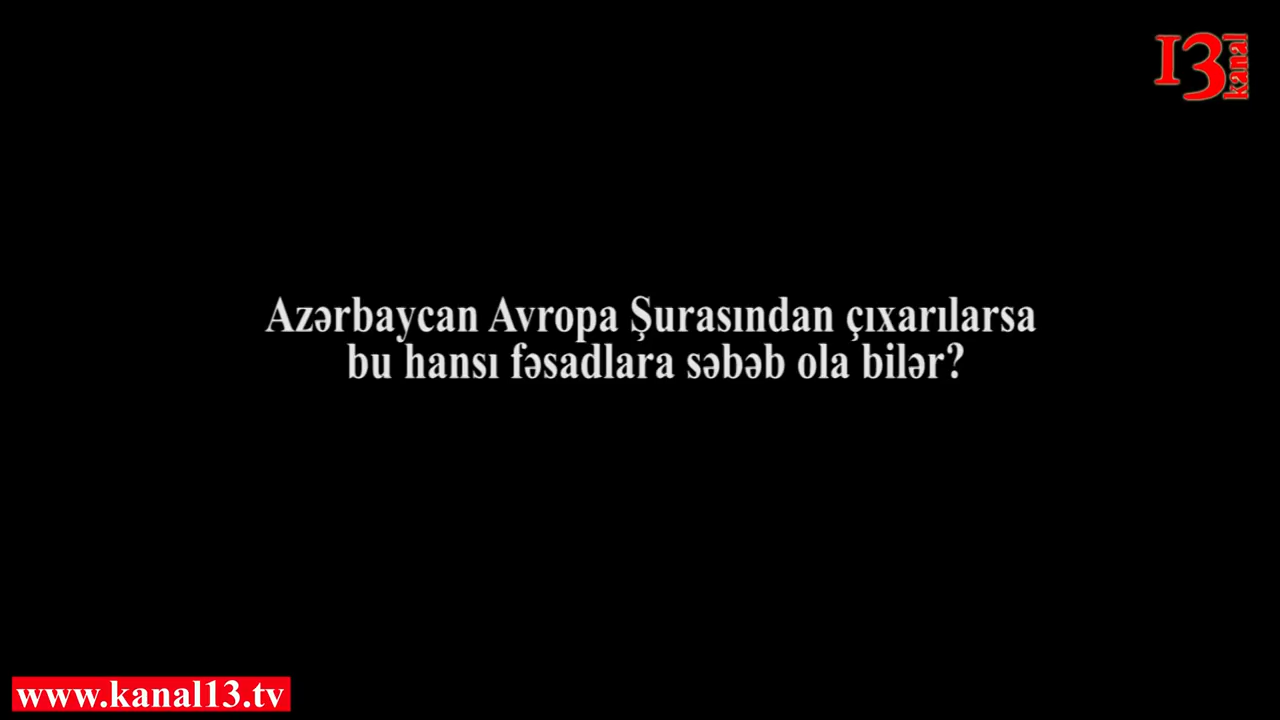 13 kanal
Azərbaycan Avropa Şurasından çıxarılarsa
bu hansı fəsadlara səbəb ola bilər?
www.kanal13.tv